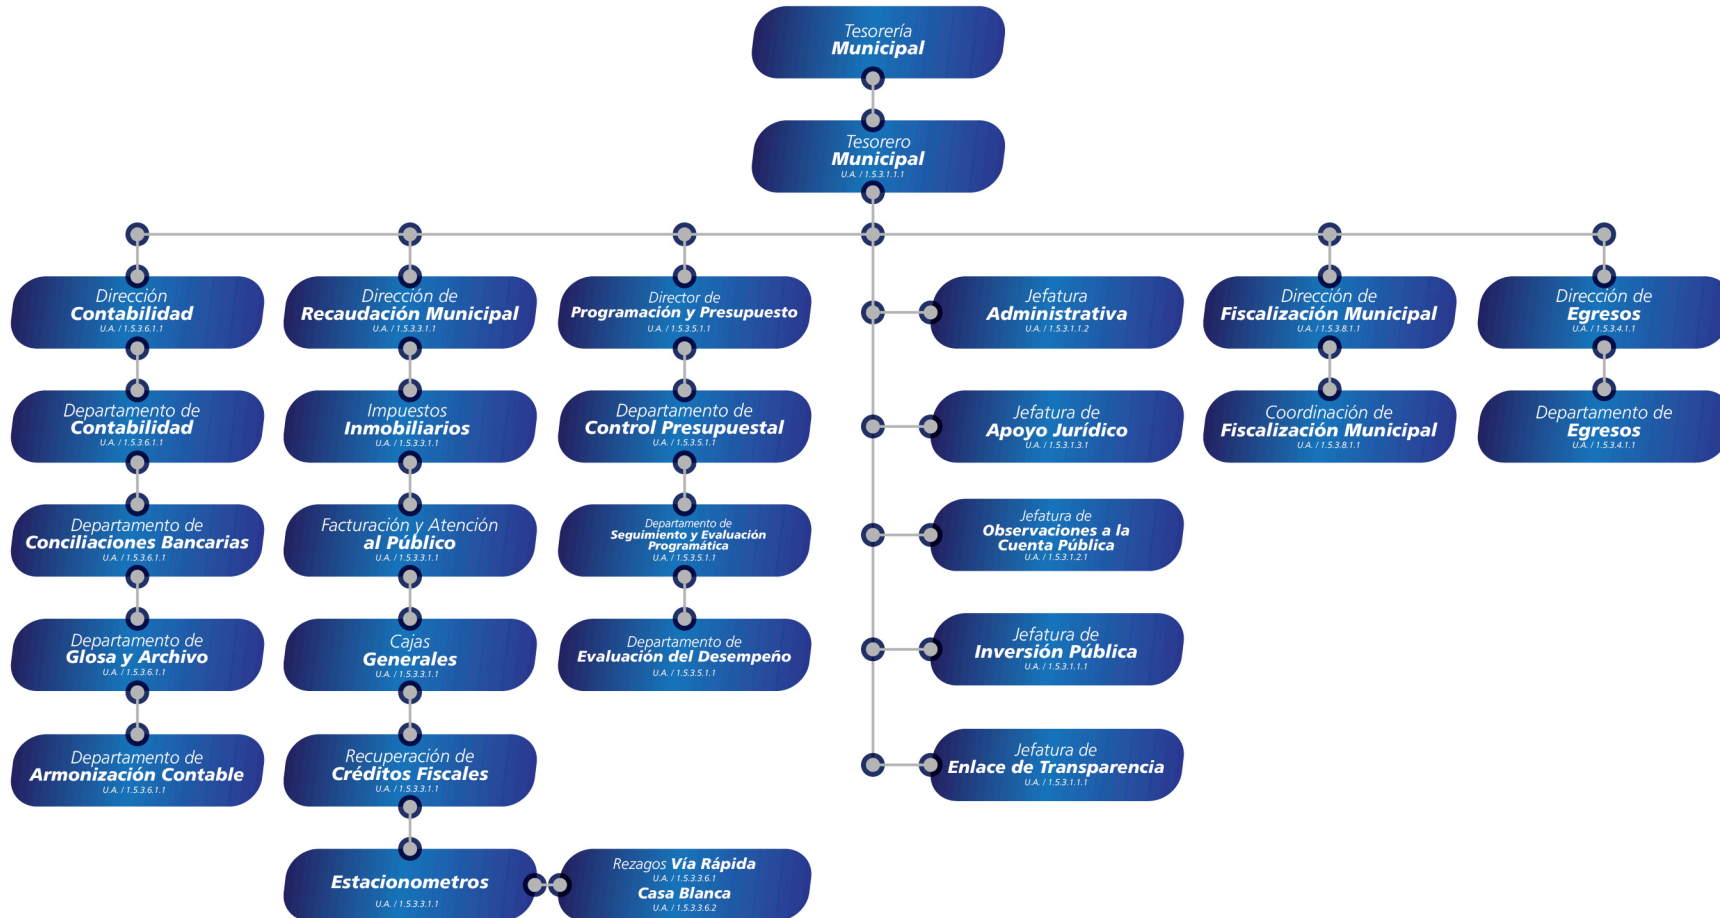 Tesorería
Municipal
Tesorero
Municipal
U.A. / 1.5.3.1.1.1
Dirección
Contabilidad
U.A. / 1.5.3.6.1.1
Departamento de
Contabilidad
U.A. / 1.5.3.6.1.1
Departamento de
Conciliaciones Bancarias
U.A. / 1.5.3.6.1.1
Departamento de
Glosa y Archivo
U.A. / 1.5.3.6.1.1
Departamento de
Armonización Contable
U.A. / 1.5.3.6.1.1
Dirección de
Recaudación Municipal
U.A. / 1.5.3.3.1.1
Impuestos
Inmobiliarios
U.A. / 1.5.3.3.1.1
Facturación y Atención
al Público
U.A. / 1.5.3.3.1.1
Cajas
Generales
U.A. / 1.5.3.3.1.1
Recuperación de
Créditos Fiscales
U.A. / 1.5.3.3.1.1
Estacionometros
U.A. / 1.5.3.3.1.1
Rezagos Vía Rápida
U.A. / 1.5.3.3.6.1
Casa Blanca
U.A. / 1.5.3.3.6.2
Director de
Programación y Presupuesto
U.A. / 1.5.3.5.1.1
Departamento de
Control Presupuestal
U.A. / 1.5.3.5.1.1
Departamento de
Seguimiento y Evaluación
Programática
U.A. / 1.5.3.5.1.1
Departamento de
Evaluación del Desempeño
U.A. / 1.5.3.5.1.1
Jefatura
Administrativa
U.A. / 1.5.3.1.1.2
Jefatura de
Apoyo Jurídico
U.A. / 1.5.3.1.3.1
Jefatura de
Observaciones a la
Cuenta Pública
U.A. / 1.5.3.1.2.1
Jefatura de
Inversión Pública
U.A. / 1.5.3.1.1.1
Jefatura de
Enlace de Transparencia
U.A. / 1.5.3.1.1.1
Dirección de
Fiscalización Municipal
U.A. / 1.5.3.8.1.1
Coordinación de
Fiscalización Municipal
U.A. / 1.5.3.8.1.1
Dirección de
Egresos
U.A. / 1.5.3.4.1.1
Departamento de
Egresos
U.A. / 1.5.3.4.1.1